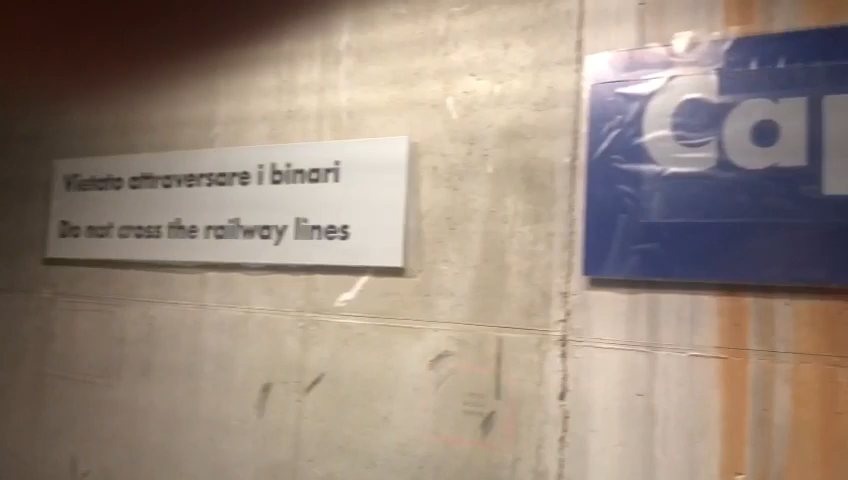 Vietato attraversare i binari
Do not cross the railway lines
Ca